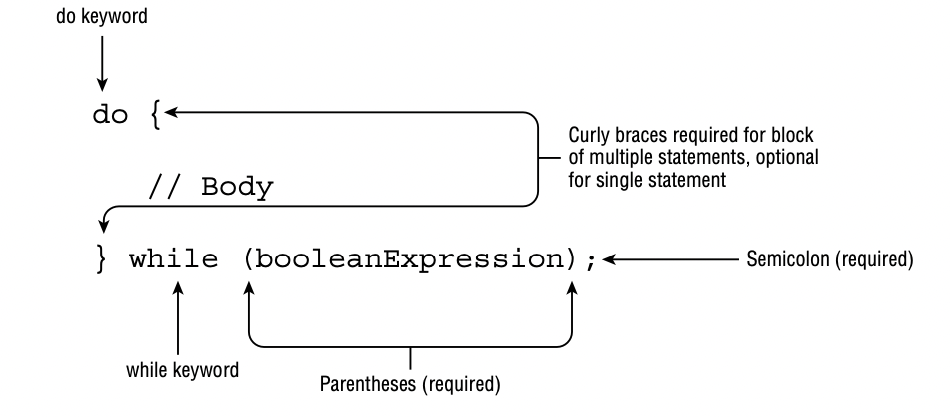 do keyword
do {
Curly braces required for block
of multiple statements, optional
for single statement
// Body
} while (booleanExpression);
Semicolon (required)
while keyword
Parentheses (required)